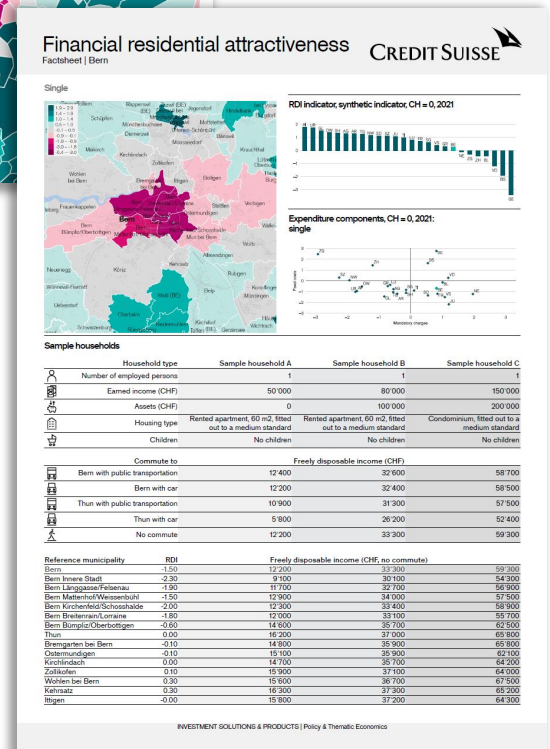 Financial residential attractiveness
Factsheet | Bern
CREDIT SUISSE
Single
RDI indicator, synthetic indicator, CH = 0, 2021
Expenditure components, CH = 0, 2021:
single
Mandatory charges
Sample households
Household type Sample household A Sample household B Sample household C
Number of employed persons 1 1 1
Earned income (CHF) 50'000 80'000 150'000
Assets (CHF) 0 100'000 200'000
Housing type Rented apartment, 60 m2, fitted out to a medium standard Rented apartment, 60 m2, fitted out to a medium standard Condominium, fitted out to a medium standard
Children No children No children No children
Commute to Freely disposable income (CHF)
Bern with public transportation 12'400 32'600 58'700
Bern with car 12'200 32'400 58'500
Thun with public transportation 10'900 31'300 57'500
Thun with car 5'800 26'200 52'400
No commute 12'200 33'300 59'300
Reference municipality RDI Freely disposable income (CHF, no commute)
Bern -1.50 12'200 33'300 59'300
Bern Innere Stadt -2.30 9'100 30'100 54'300
Bern Länggasse/Felsenau -1.90 11'700 32'700 56'900
Bern Mattenhof/Weissenbühl -1.50 12'900 34'000 57'500
Bern Kirchenfeld/Schosshalde -2.00 12'300 33'400 58'900
Bern Breitenrain/Lorraine -1.80 12'000 33'100 55'700
Bern Bümpliz/Oberbottigen -0.60 14'600 35'700 62'500
Thun 0.00 16'200 37'000 65'800
Bremgarten bei Bern -0.10 14'800 35'900 65'800
Ostermundigen -0.10 15'100 35'900 62'100
Kirchlindach 0.00 14'700 35'700 64'200
Zollikofen 0.10 15'900 37'100 64'000
Wohlen bei Bern 0.30 15'600 36'700 67'500
Kehrsatz 0.30 16'300 37'300 65'200
Ittigen -0.00 15'800 37'200 64'300
INVESTMENT SOLUTIONS & PRODUCTS | Policy & Thematic Economics